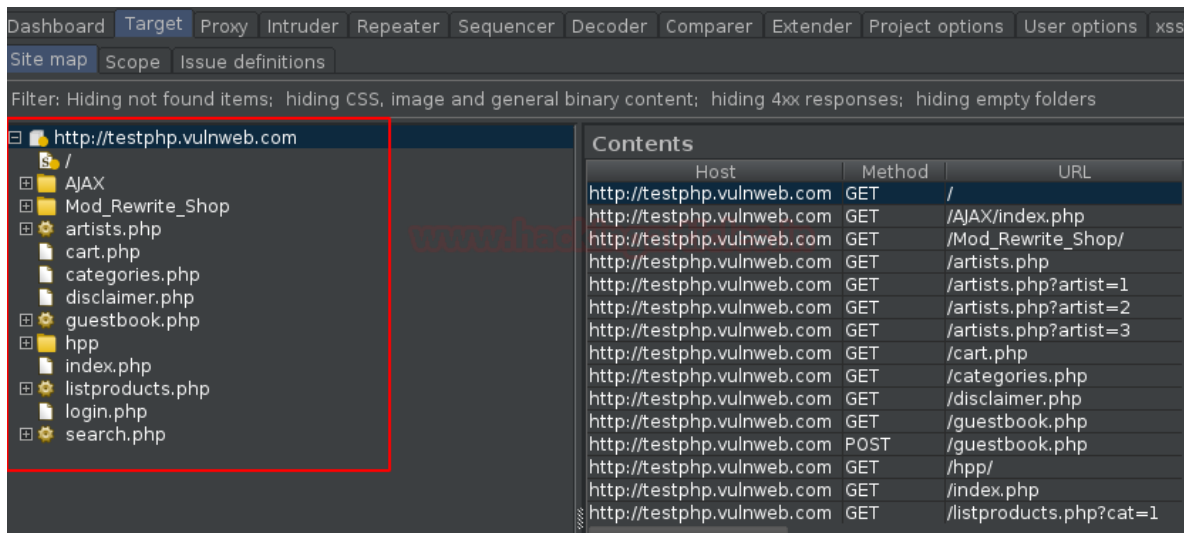 Dashboard Target Proxy Intruder Repeater Sequencer Decoder Comparer Extender Project options User options xss
Site map Scope Issue definitions
Filter: Hiding not found items; hiding CSS, image and general binary content; hiding 4xx responses; hiding empty folders
http://testphp.vulnweb.com
/
AJAX
Mod_Rewrite_Shop
artists.php
cart.php
categories.php
disclaimer.php
guestbook.php
hpp
index.php
listproducts.php
login.php
search.php
Contents
Host Method URL
http://testphp.vulnweb.com GET /
http://testphp.vulnweb.com GET /AJAX/index.php
http://testphp.vulnweb.com GET /Mod_Rewrite_Shop/
http://testphp.vulnweb.com GET /artists.php
http://testphp.vulnweb.com GET /artists.php?artist=1
http://testphp.vulnweb.com GET /artists.php?artist=2
http://testphp.vulnweb.com GET /artists.php?artist=3
http://testphp.vulnweb.com GET /cart.php
http://testphp.vulnweb.com GET /categories.php
http://testphp.vulnweb.com GET /disclaimer.php
http://testphp.vulnweb.com GET /guestbook.php
http://testphp.vulnweb.com POST /guestbook.php
http://testphp.vulnweb.com GET /hpp/
http://testphp.vulnweb.com GET /index.php
http://testphp.vulnweb.com GET /listproducts.php?cat=1